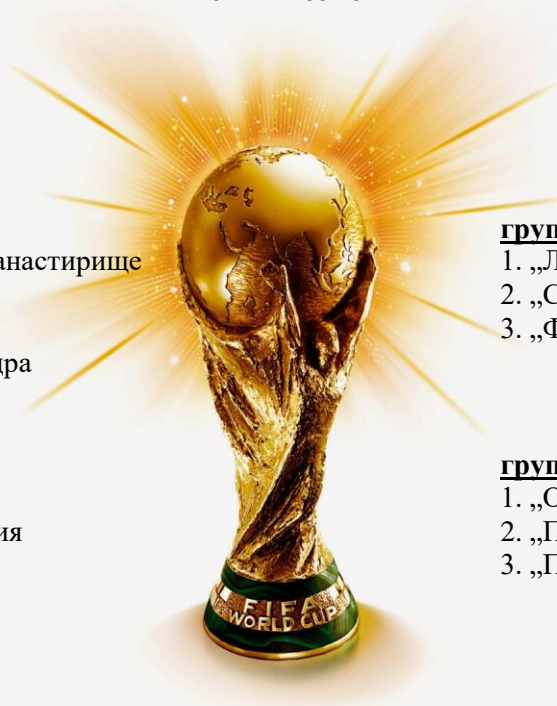 анастирище
дра
ия
груп
1. „Л
2. „С
3. „Ф
груп
1. „О
2. „П
3. „П
FIFA
WORLD CUP